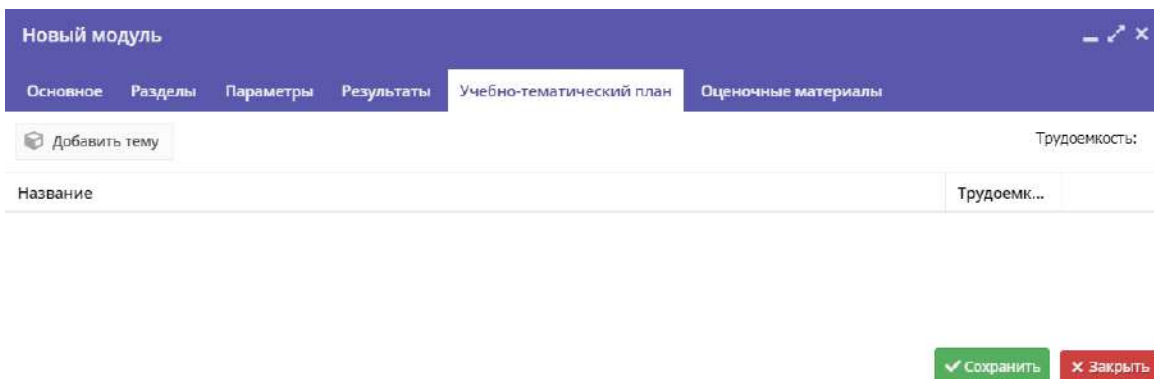 Новый модуль
Основное Разделы Параметры Результаты Учебно-тематический план Оценочные материалы
Добавить тему Трудоемкость:
Название Трудоемк...
Сохранить Закрыть